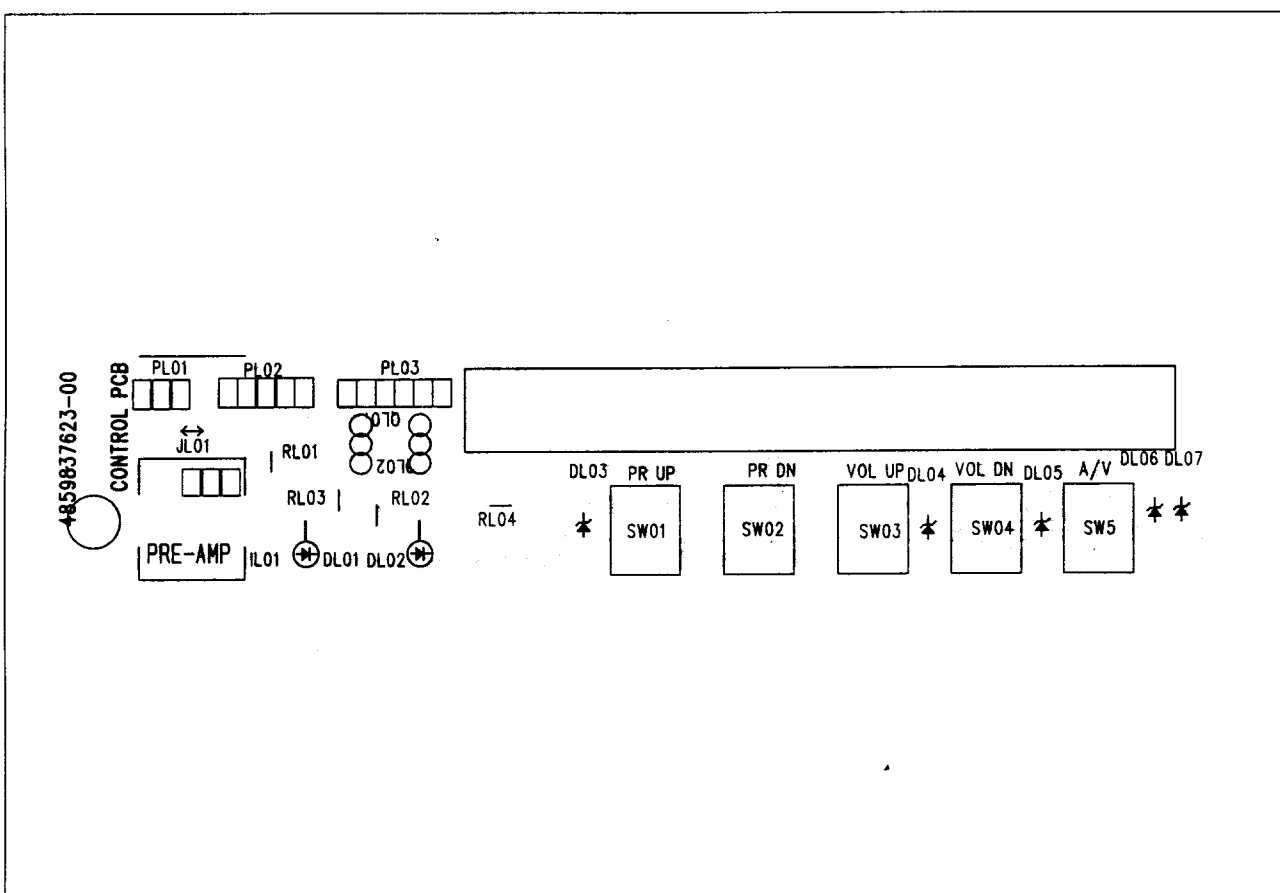 4859837623-00
CONTROL PCB
PL01
PL02
PL03
QL01
QL02
JL01
RL01
RL03
RL02
RL04
PRE-AMP
IL01
DL01
DL02
DL03
PR UP
PR DN
VOL UP
DL04
VOL DN
DL05
A/V
DL06
DL07
SW01
SW02
SW03
SW04
SW5